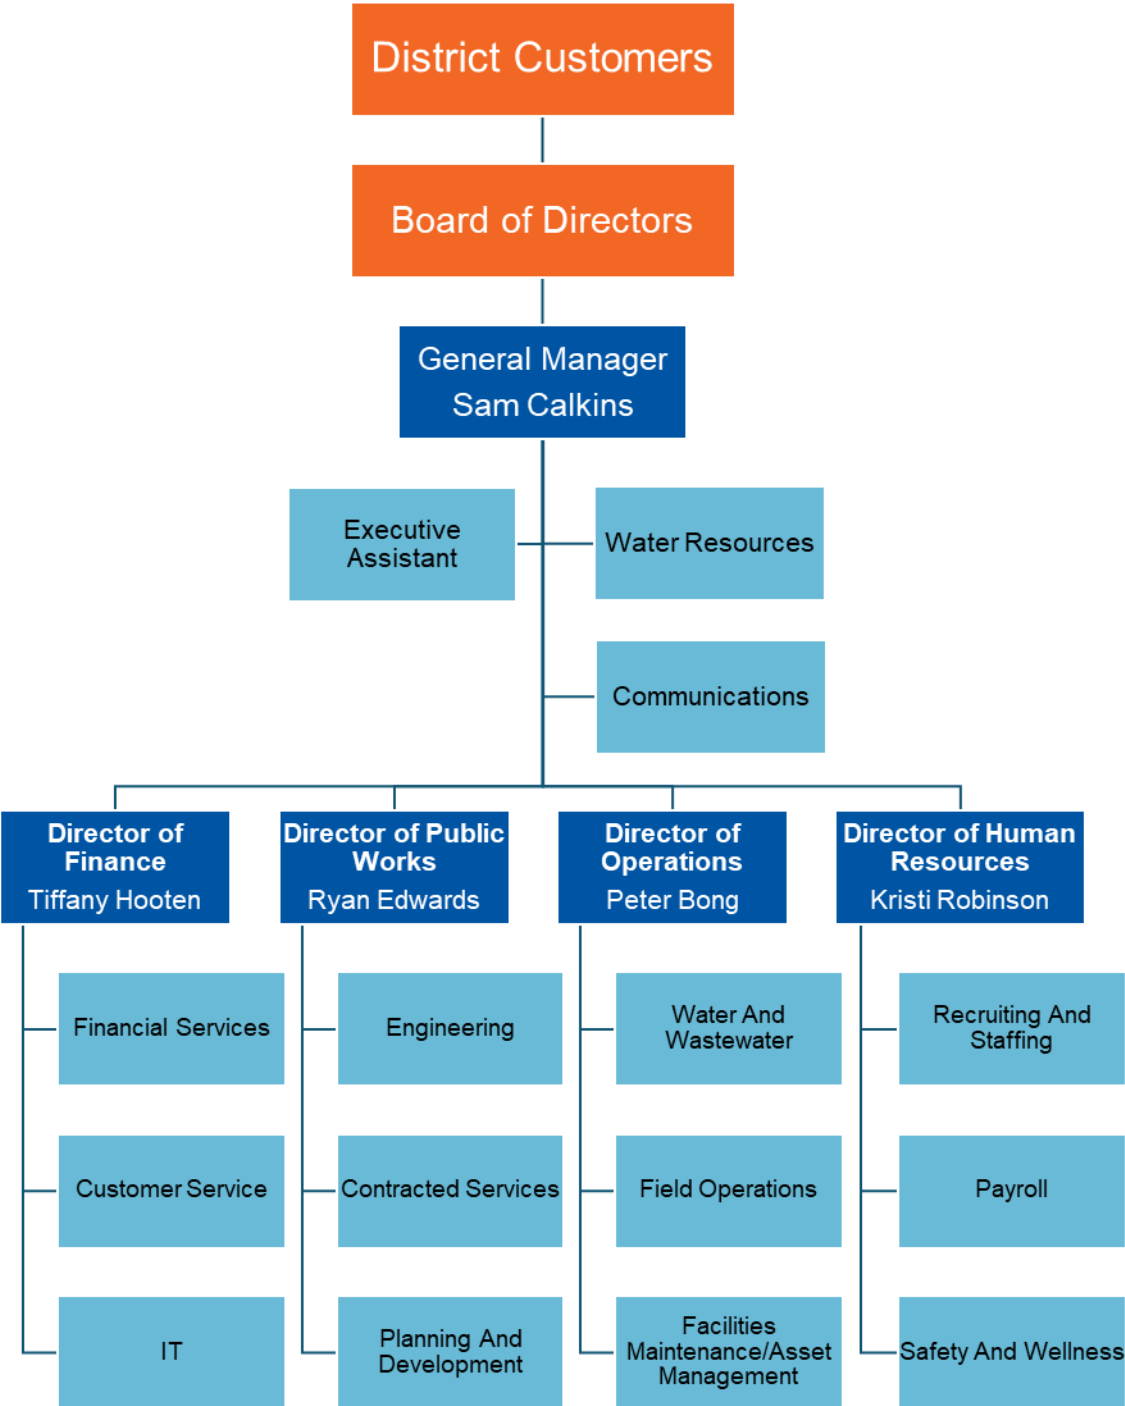 District Customers
Board of Directors
General Manager
Sam Calkins
Executive
Assistant
Water Resources
Communications
Director of
Finance
Tiffany Hooten
Director of Public
Works
Ryan Edwards
Director of
Operations
Peter Bong
Director of Human
Resources
Kristi Robinson
Financial Services
Engineering
Water And
Wastewater
Recruiting And
Staffing
Customer Service
Contracted Services
Field Operations
Payroll
IT
Planning And
Development
Facilities
Maintenance/Asset
Management
Safety And Wellness